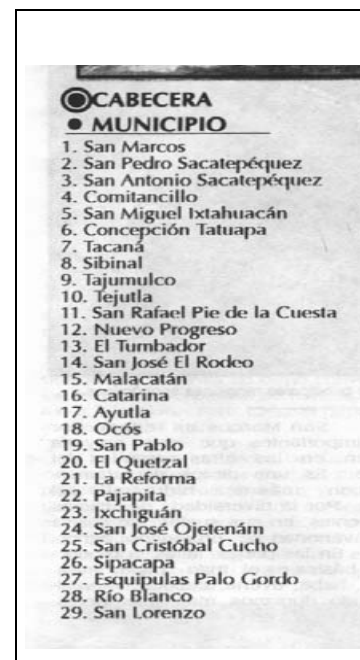 CABECERA
MUNICIPIO
1. San Marcos
2. San Pedro Sacatepéquez
3. San Antonio Sacatepéquez
4. Comitancillo
5. San Miguel Ixtahuacán
6. Concepción Tatuapa
7. Tacaná
8. Sibinal
9. Tajumulco
10. Tejutla
11. San Rafael Pie de la Cuesta
12. Nuevo Progreso
13. El Tumbador
14. San José El Rodeo
15. Malacatán
16. Catarina
17. Ayutla
18. Ocós
19. San Pablo
20. El Quetzal
21. La Reforma
22. Pajapita
23. Ixchiguán
24. San José Ojetenám
25. San Cristóbal Cucho
26. Sipacapa
27. Esquipulas Palo Gordo
28. Río Blanco
29. San Lorenzo